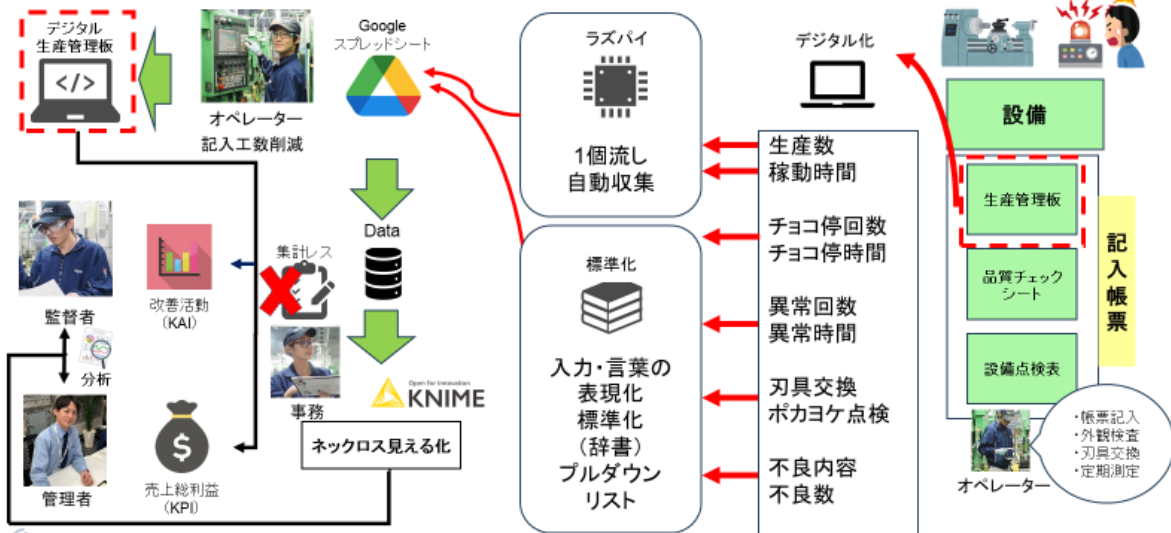 デジタル
生産管理板
</>
オペレーター
記入工数削減
Google
スプレッドシート
Data
集計レス
監督者
分析
管理者
改善活動
(KAI)
売上総利益
(KPI)
$
事務
Open for Innovation
KNIME
ネックロス見える化
ラズパイ
1個流し
自動収集
標準化
入力・言葉の
表現化
標準化
(辞書)
プルダウン
リスト
デジタル化
生産数
稼動時間
チョコ停回数
チョコ停時間
異常回数
異常時間
刃具交換
ポカヨケ点検
不良内容
不良数
設備
生産管理板
品質チェック
シート
設備点検表
記入帳票
オペレーター
・帳票記入
・外観検査
・刃具交換
・定期測定